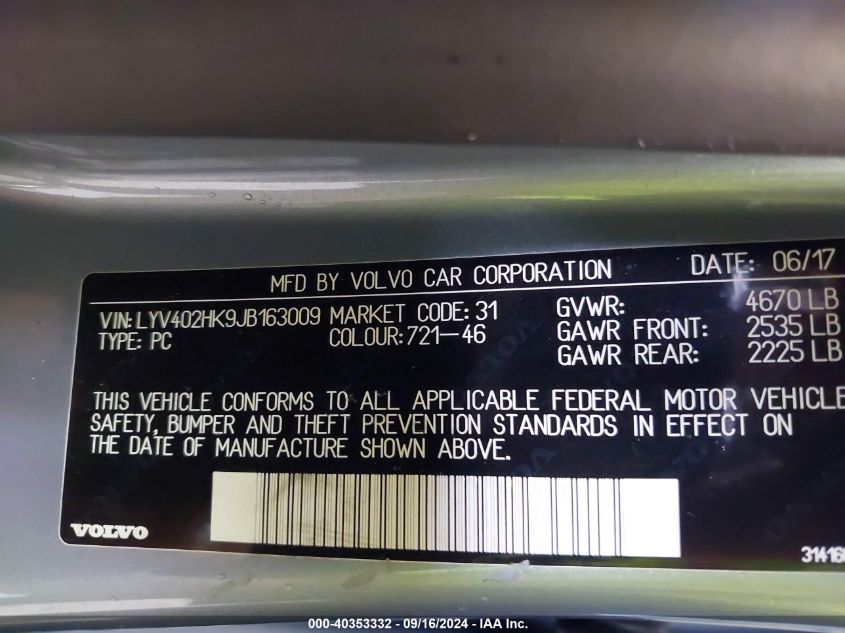 MFD BY VOLVO CAR CORPORATION DATE: 06/17
VIN: LYV402HK9JB163009 MARKET CODE: 31 GVWR: 4670 LB
TYPE: PC COLOUR: 721-46 GAWR FRONT: 2535 LB
GAWR REAR: 2225 LB
THIS VEHICLE CONFORMS TO ALL APPLICABLE FEDERAL MOTOR VEHICLE
SAFETY, BUMPER AND THEFT PREVENTION STANDARDS IN EFFECT ON
THE DATE OF MANUFACTURE SHOWN ABOVE.
VOLVO
000-40353332 - 09/16/2024 - IAA Inc.